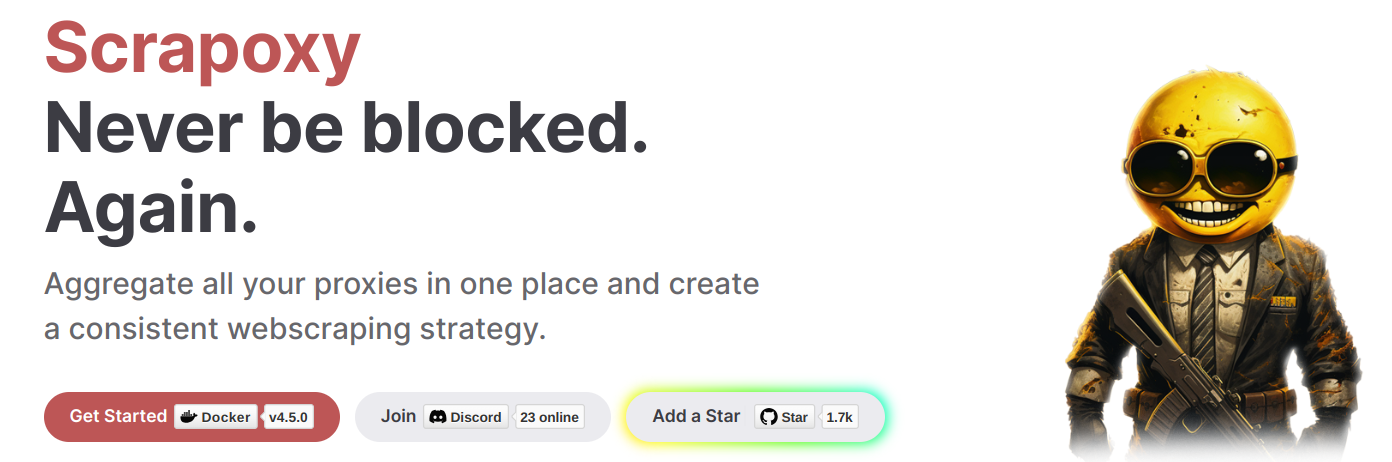 Scrapoxy
Never be blocked.
Again.
Aggregate all your proxies in one place and create
a consistent webscraping strategy.
Get Started Docker v4.5.0 Join Discord 23 online Add a Star Star 1.7k